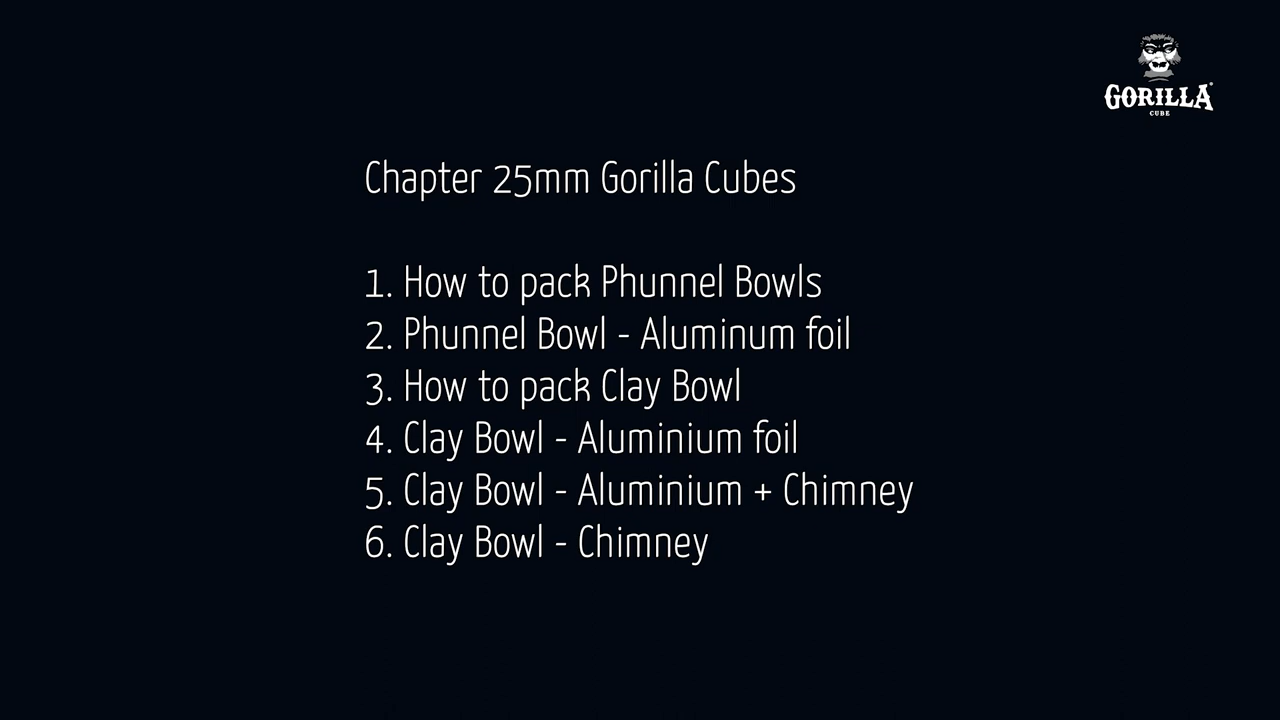 GORILLA
CUBE
Chapter 25mm Gorilla Cubes
1. How to pack Phunnel Bowls
2. Phunnel Bowl - Aluminum foil
3. How to pack Clay Bowl
4. Clay Bowl - Aluminium foil
5. Clay Bowl - Aluminium + Chimney
6. Clay Bowl - Chimney